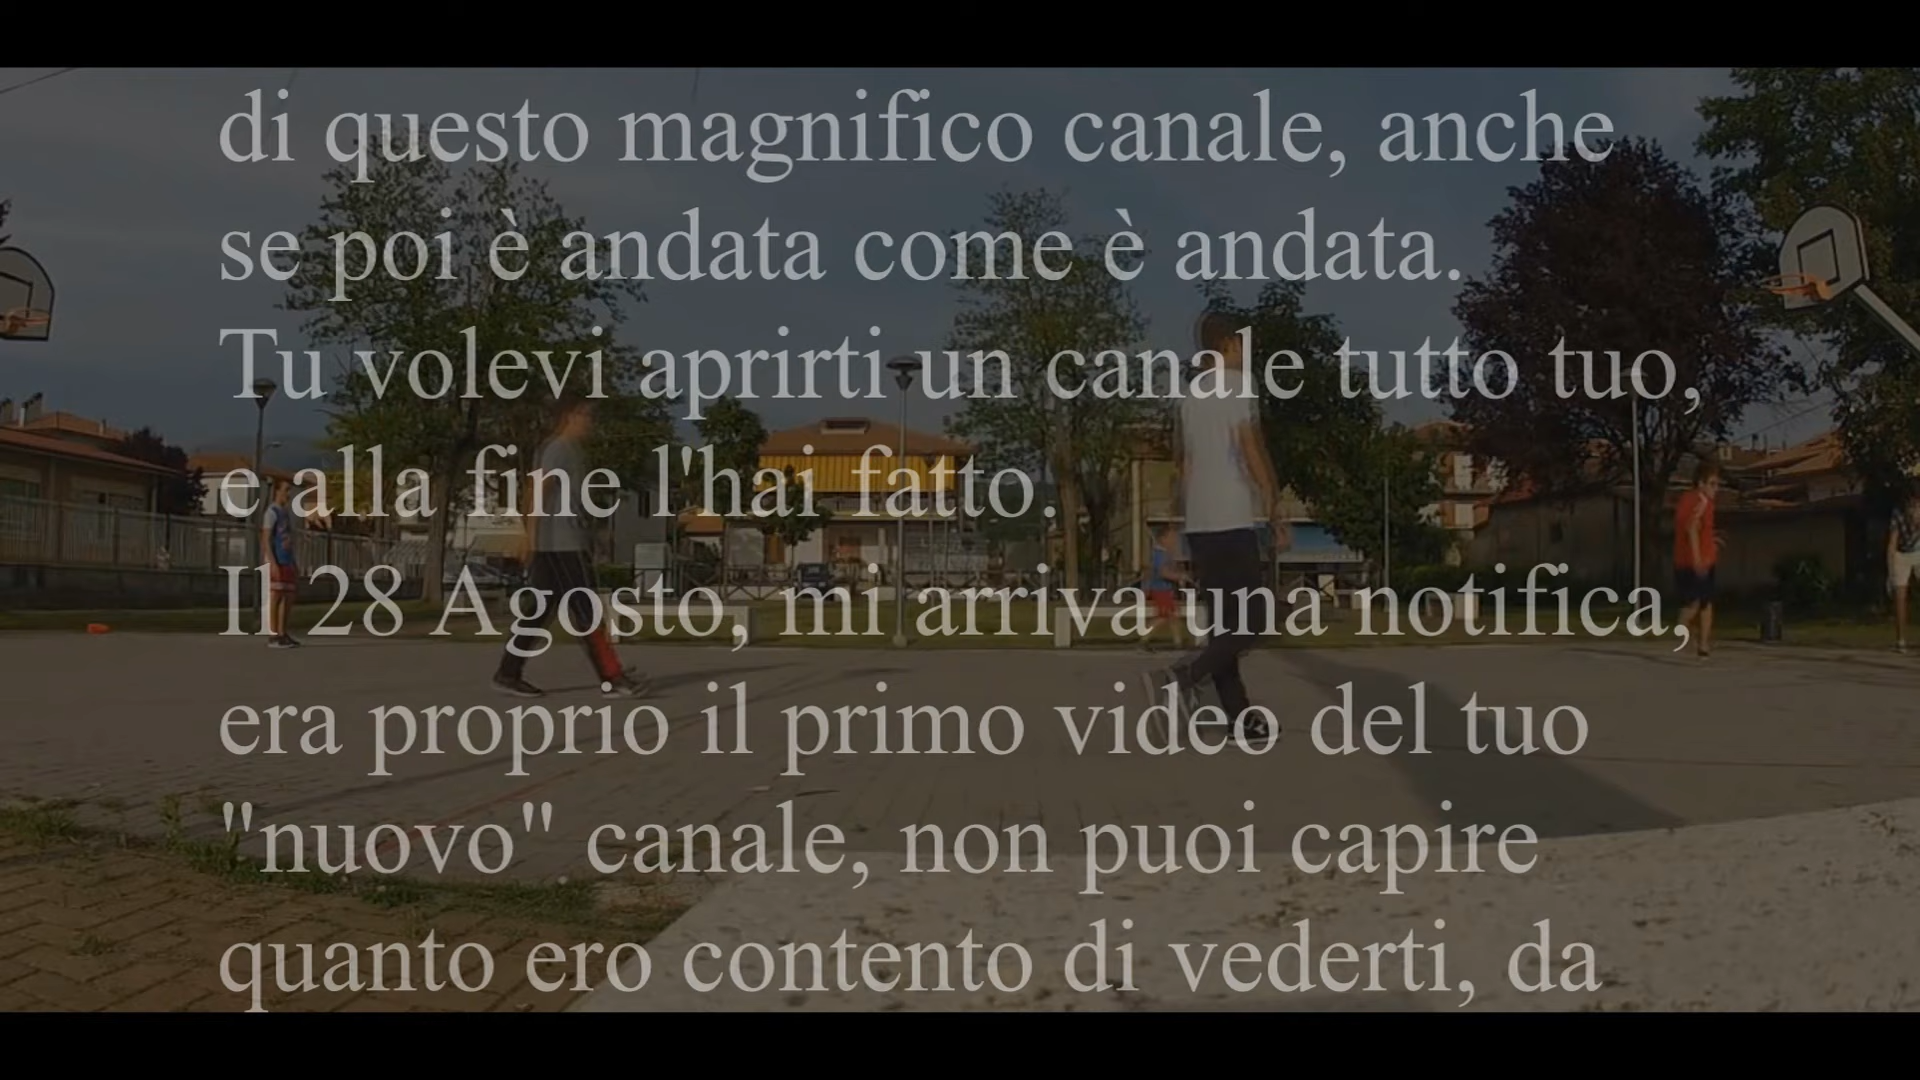 di questo magnifico canale, anche
se poi è andata come è andata.
Tu volevi aprirti un canale tutto tuo,
e alla fine l'hai fatto.
Il 28 Agosto, mi arriva una notifica,
era proprio il primo video del tuo
"nuovo" canale, non puoi capire
quanto ero contento di vederti, da